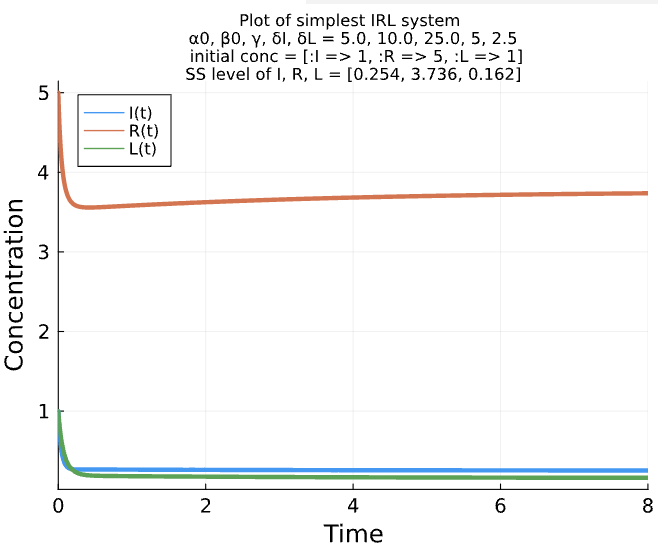 Plot of simplest IRL system
α0, β0, γ, δI, δL = 5.0, 10.0, 25.0, 5, 2.5
initial conc = [:I => 1, :R => 5, :L => 1]
SS level of I, R, L = [0.254, 3.736, 0.162]
I(t)
R(t)
L(t)
5
4
3
2
1
Concentration
0 2 4 6 8
Time